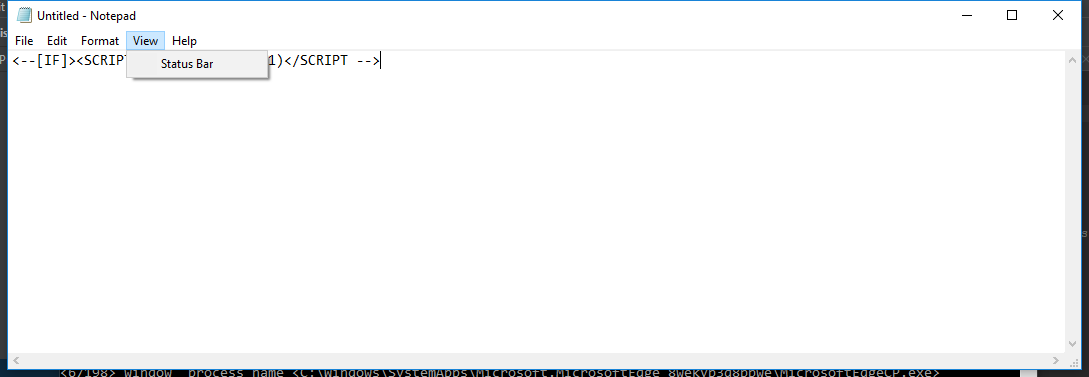 Untitled - Notepad
File Edit Format View Help
<--[IF]><SCRIPT 1)</SCRIPT -->
Status Bar
<6/198> window process name <C:\Windows\SystemApps\Microsoft.MicrosoftEdge_8wekyb3d8bbwe\MicrosoftEdgeCP.exe>